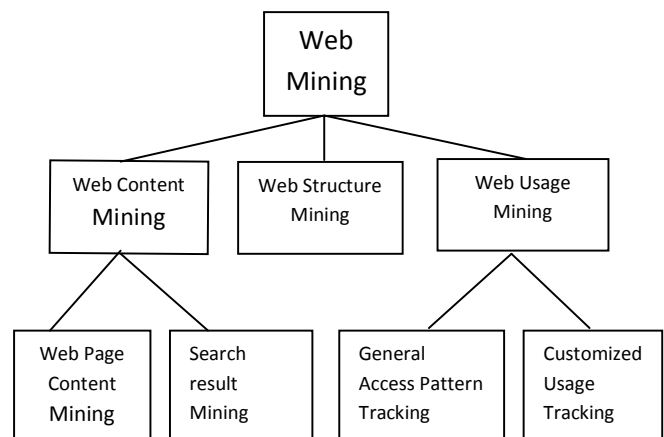 Web
Mining
Web Content
Mining
Web Structure
Mining
Web Usage
Mining
Web Page
Content
Mining
Search
result
Mining
General
Access Pattern
Tracking
Customized
Usage
Tracking